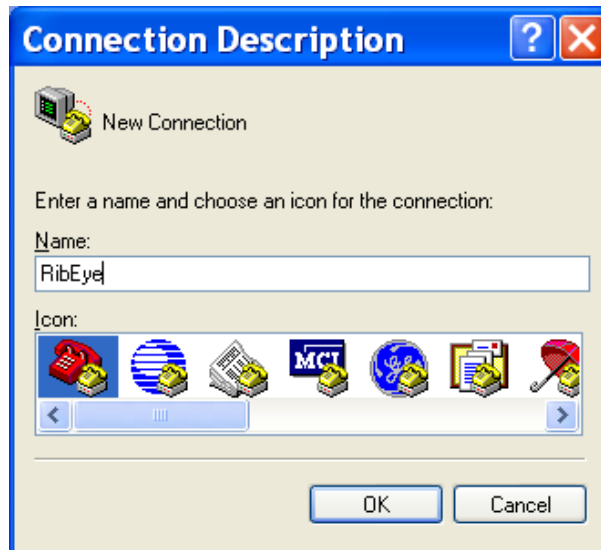 Connection Description
New Connection
Enter a name and choose an icon for the connection:
Name:
RibEye
Icon:
MCI
OK
Cancel